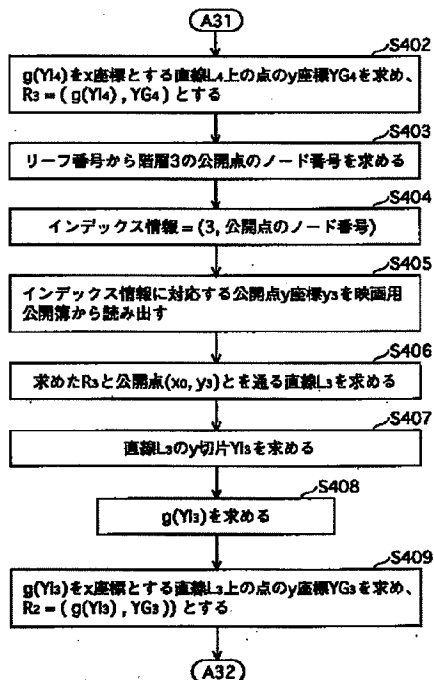 A31
S402
g(YI4)をx座標とする直線L4上の点のy座標YG4を求め、
R3 = ( g(YI4) , YG4 ) とする
S403
リーフ番号から階層3の公開点のノード番号を求める
S404
インデックス情報 = (3, 公開点のノード番号)
S405
インデックス情報に対応する公開点y座標y3を映画用
公開簿から読み出す
S406
求めたR3と公開点(x0, y3)とを通る直線L3を求める
S407
直線L3のy切片YI3を求める
S408
g(YI3)を求める
S409
g(YI3)をx座標とする直線L3上の点のy座標YG3を求め、
R2 = ( g(YI3) , YG3 )) とする
A32